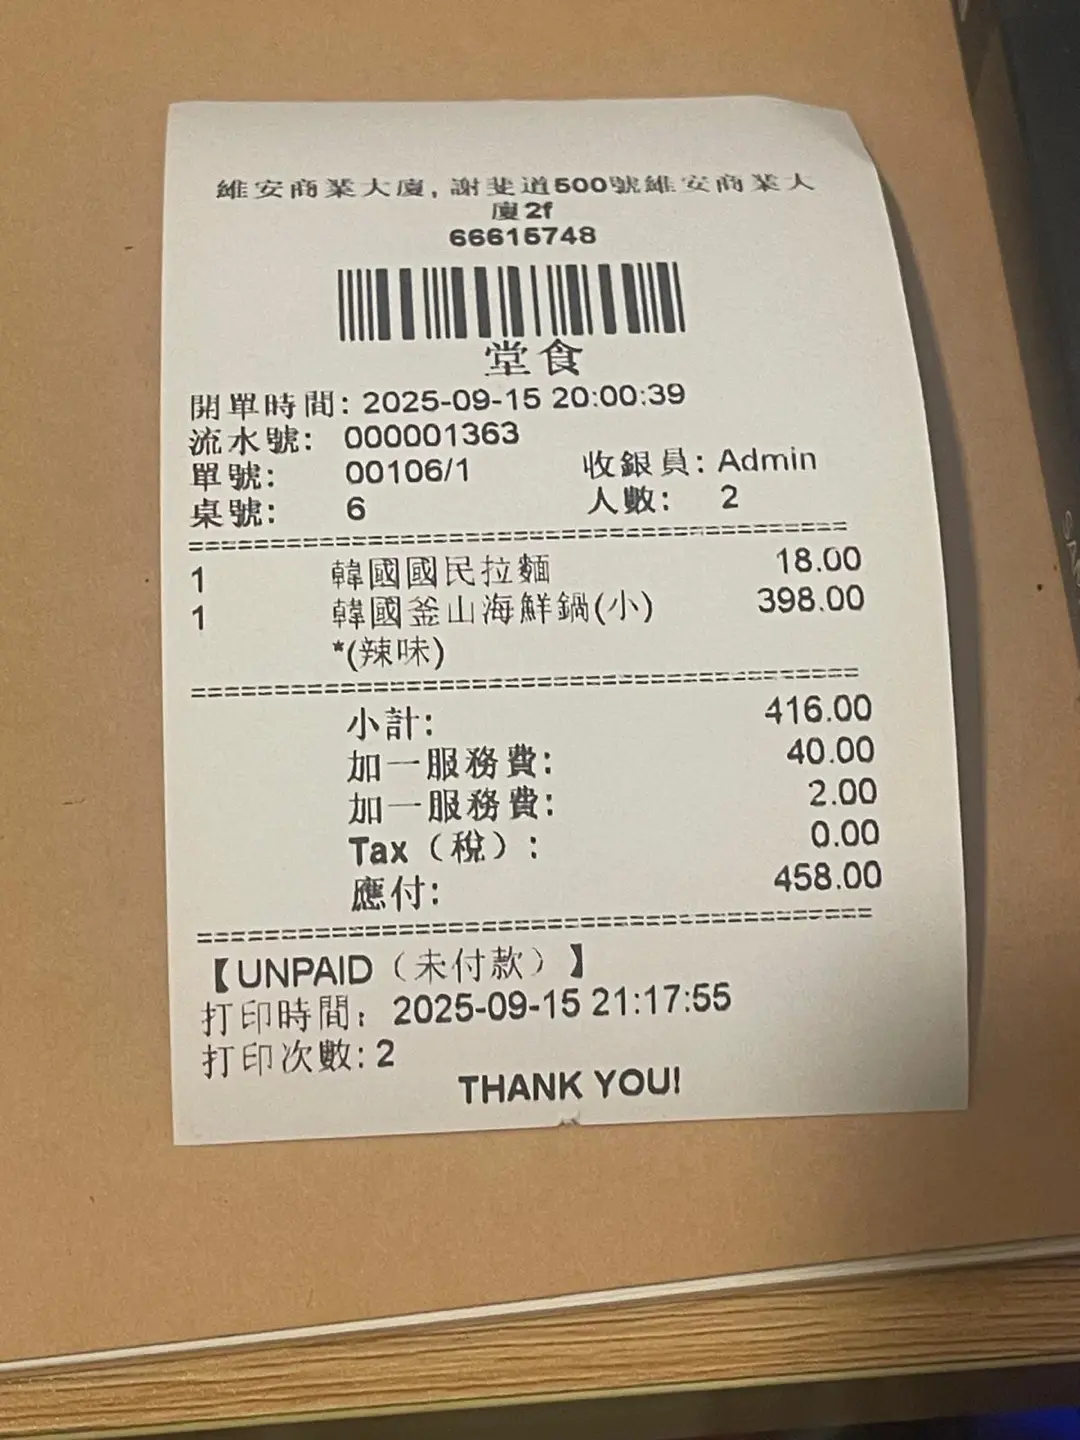 維安商業大廈, 謝斐道500號維安商業大
廈2f
66615748
堂食
開單時間: 2025-09-15 20:00:39
流水號: 000001363
單號: 00106/1 收銀員: Admin
桌號: 6 人數: 2
1 韓國國民拉麵 18.00
1 韓國釜山海鮮鍋(小) 398.00
*(辣味)
小計: 416.00
加一服務費: 40.00
加一服務費: 2.00
Tax（稅）: 0.00
應付: 458.00
【UNPAID（未付款）】
打印時間: 2025-09-15 21:17:55
打印次數: 2
THANK YOU!